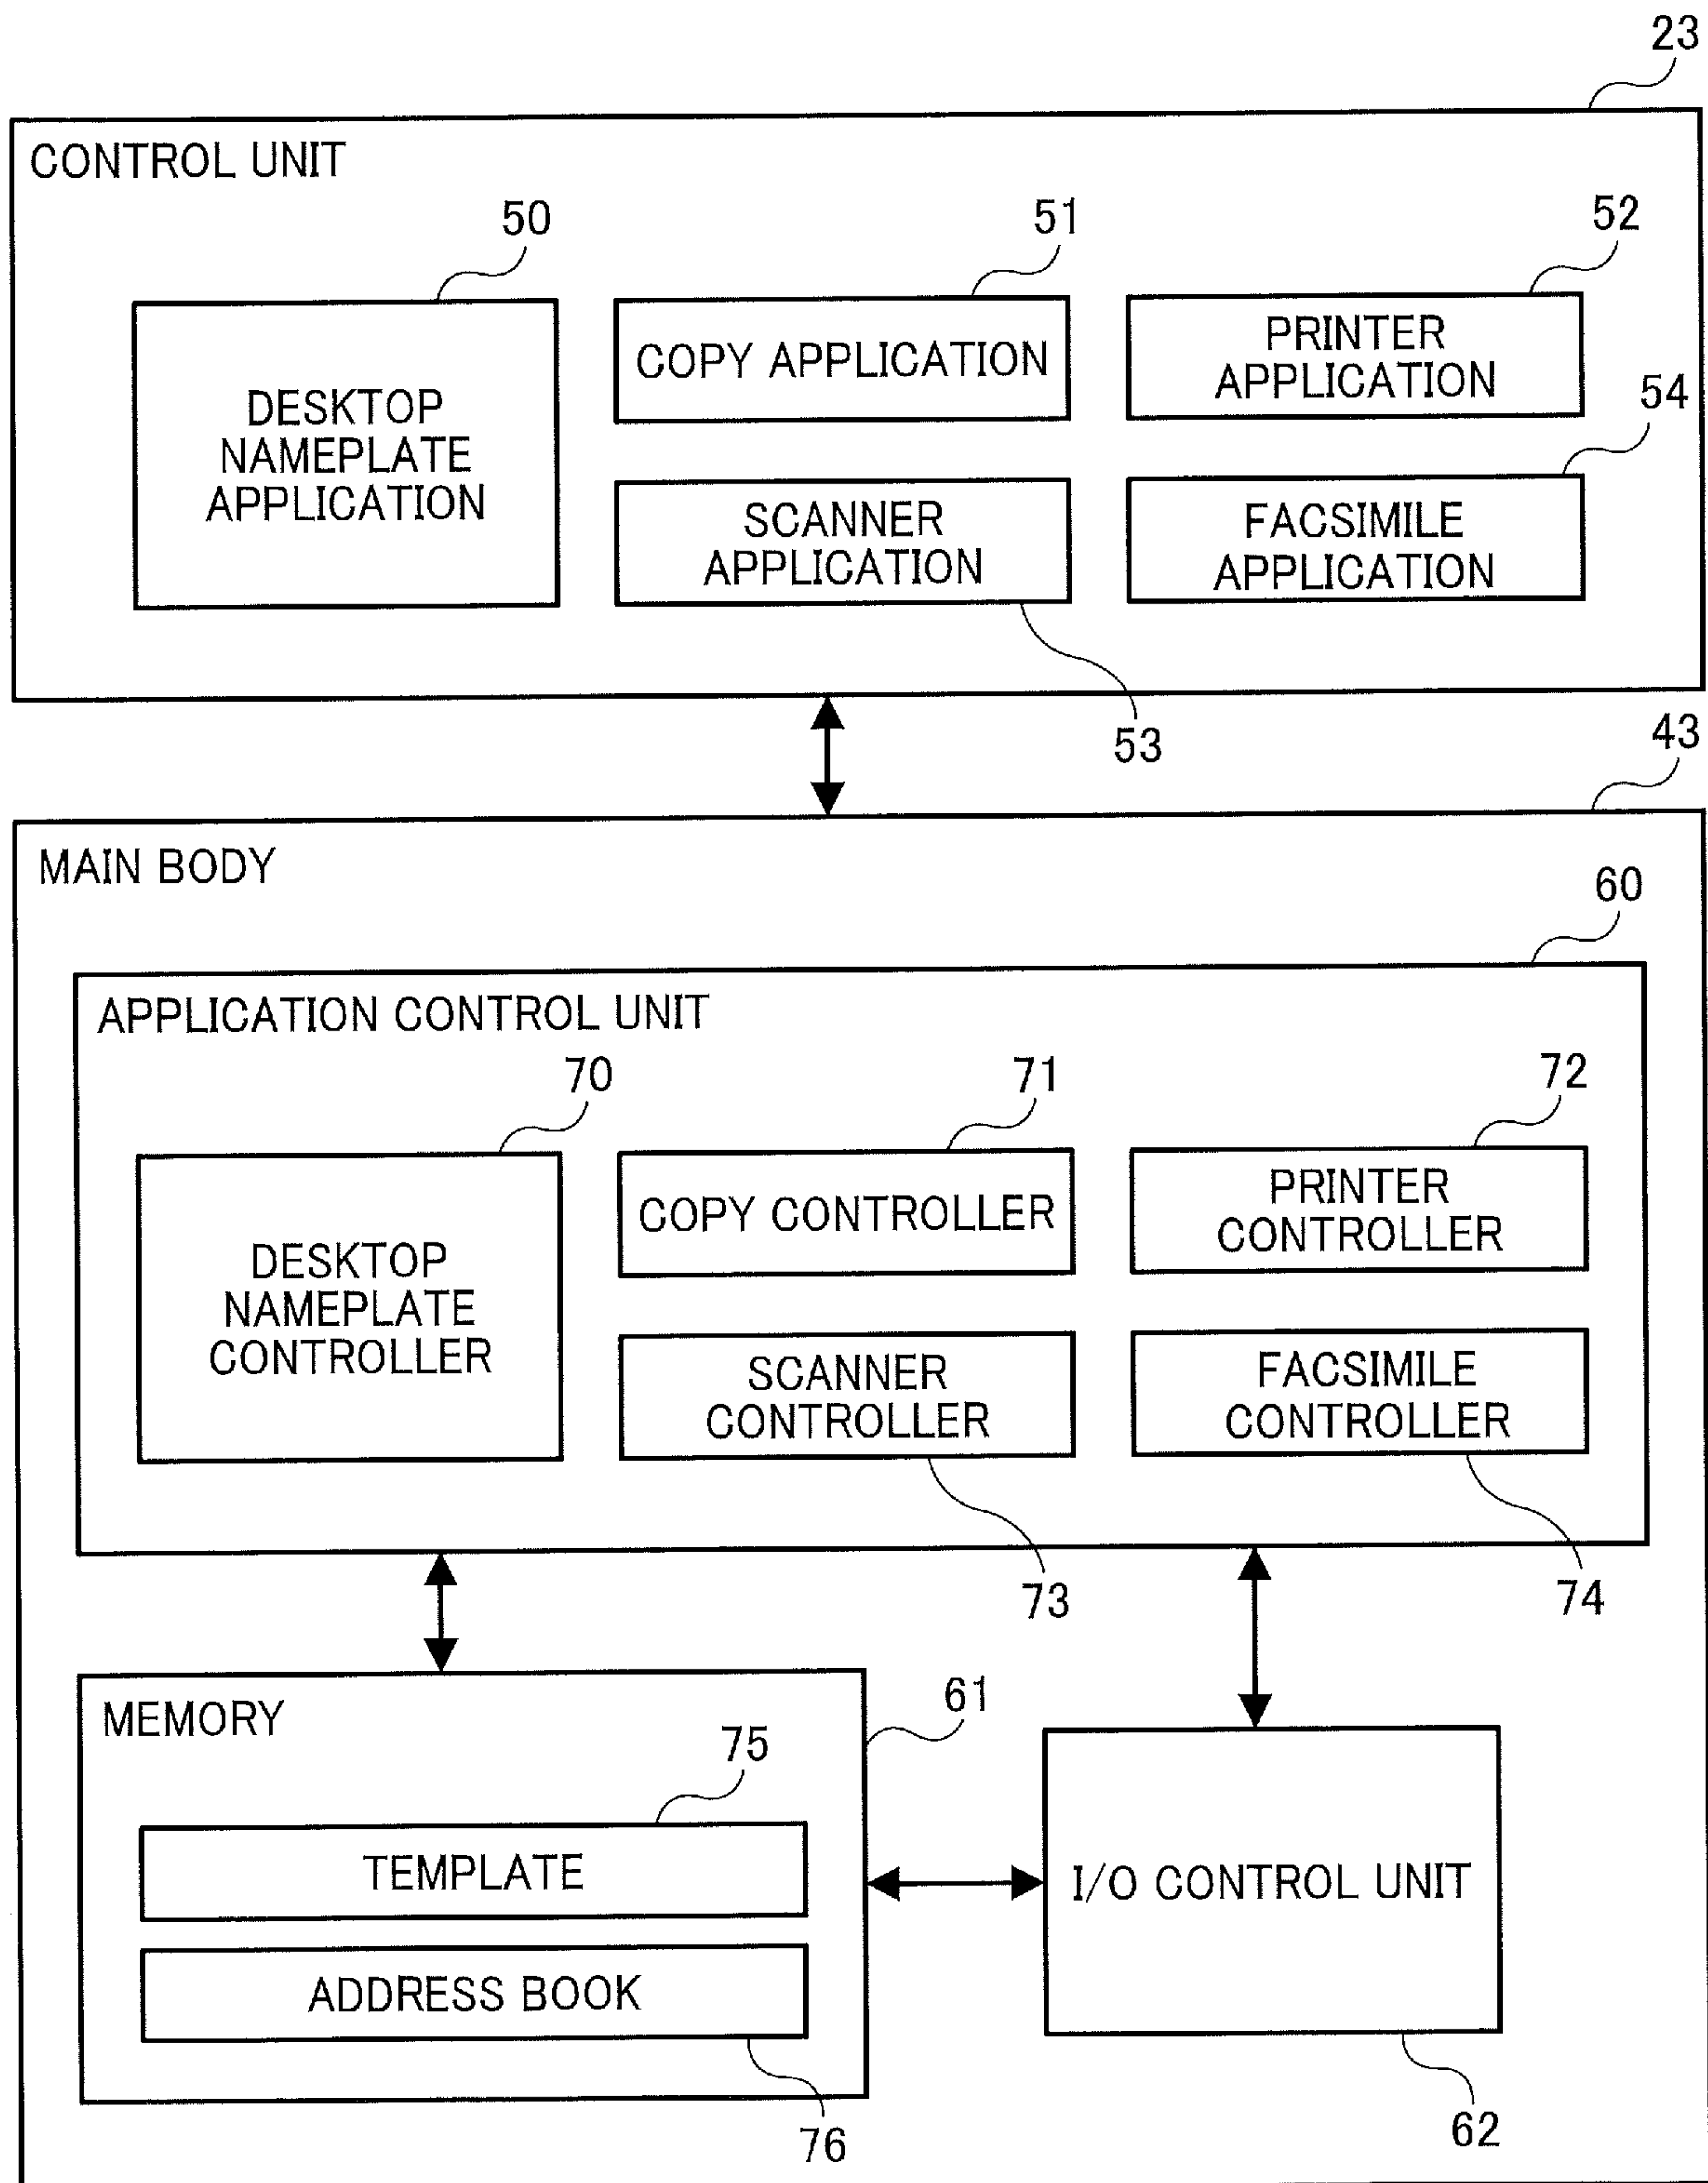 23
CONTROL UNIT
50
51
52
DESKTOP
NAMEPLATE
APPLICATION
COPY APPLICATION
PRINTER
APPLICATION
54
SCANNER
APPLICATION
FACSIMILE
APPLICATION
53
43
MAIN BODY
60
APPLICATION CONTROL UNIT
70
71
72
DESKTOP
NAMEPLATE
CONTROLLER
COPY CONTROLLER
PRINTER
CONTROLLER
SCANNER
CONTROLLER
FACSIMILE
CONTROLLER
73
74
MEMORY
61
75
TEMPLATE
ADDRESS BOOK
76
I/O CONTROL UNIT
62